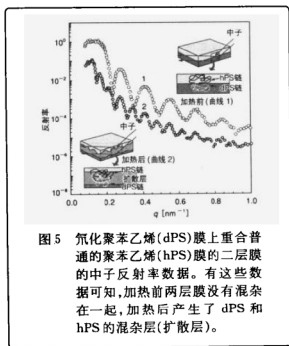 10⁰
10⁻²
10⁻⁴
10⁻⁶
10⁻⁸
反射率
中子
hPS链
dPS链
加热前(曲线1)
1
2
中子
加热后(曲线2)
hPS链
扩散层
dPS链
0.0 0.2 0.4 0.6 0.8 1.0
q [nm⁻¹]
图5 氘化聚苯乙烯(dPS)膜上重合普
通的聚苯乙烯(hPS)膜的二层膜
的中子反射率数据。有这些数
据可知,加热前两层膜没有混杂
在一起,加热后产生了 dPS 和
hPS的混杂层(扩散层)。